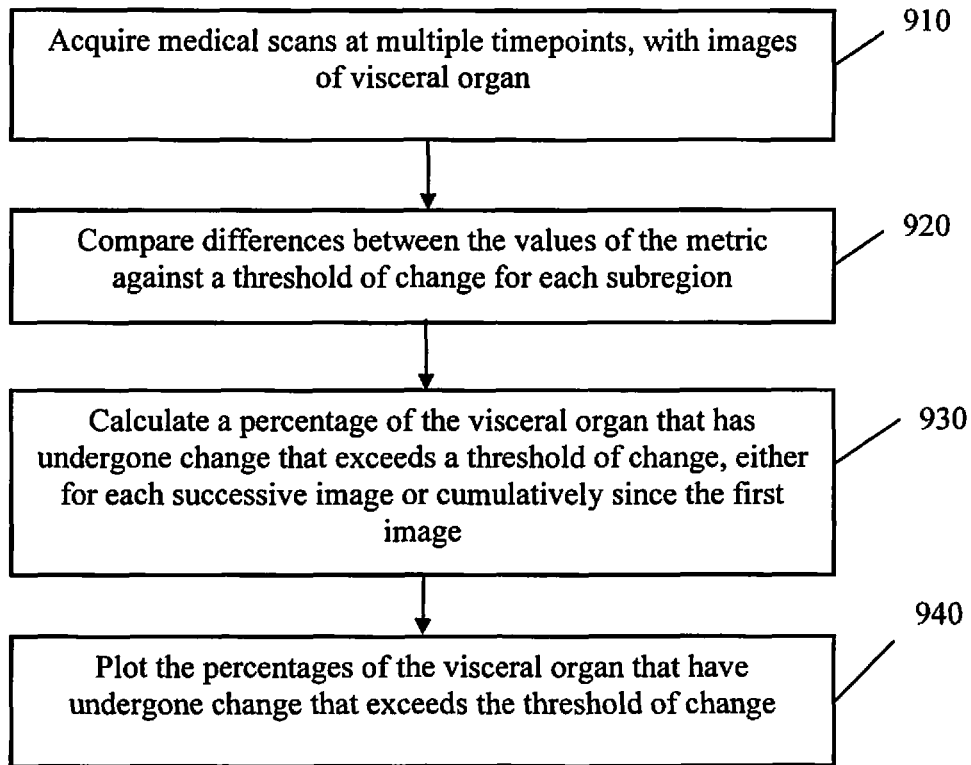 910
Acquire medical scans at multiple timepoints, with images
of visceral organ
920
Compare differences between the values of the metric
against a threshold of change for each subregion
930
Calculate a percentage of the visceral organ that has
undergone change that exceeds a threshold of change, either
for each successive image or cumulatively since the first
image
940
Plot the percentages of the visceral organ that have
undergone change that exceeds the threshold of change